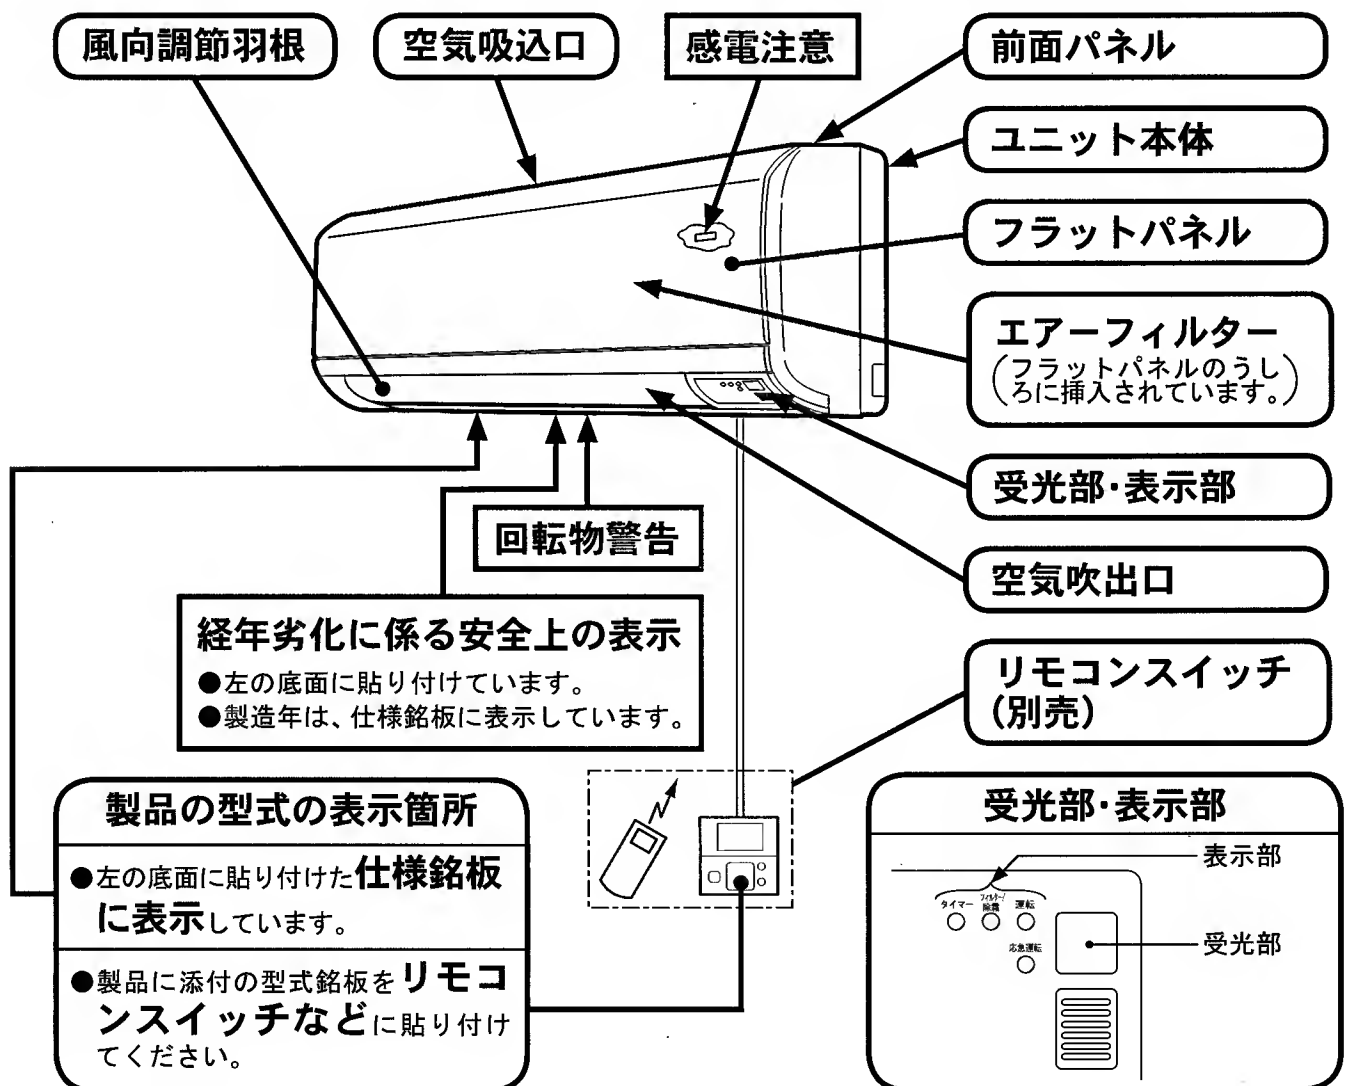 風向調節羽根
空気吸込口
感電注意
前面パネル
ユニット本体
フラットパネル
エアーフィルター
(フラットパネルのうし
ろに挿入されています。)
受光部・表示部
回転物警告
空気吹出口
経年劣化に係る安全上の表示
●左の底面に貼り付けています。
●製造年は、仕様銘板に表示しています。
リモコンスイッチ
(別売)
製品の型式の表示箇所
●左の底面に貼り付けた仕様銘板
に表示しています。
●製品に添付の型式銘板をリモコ
ンスイッチなどに貼り付け
てください。
受光部・表示部
表示部
タイマー
フィルター/
除霜
運転
応急運転
受光部